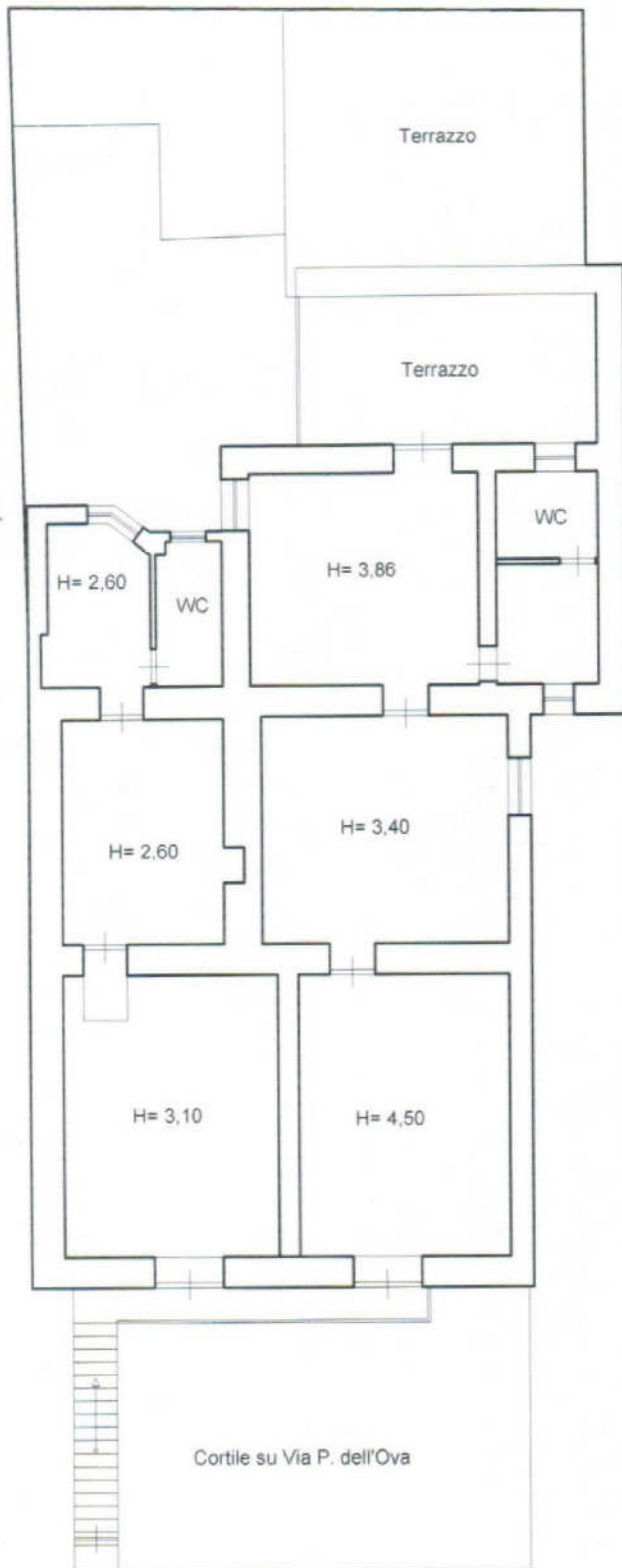 Terrazzo
Terrazzo
WC
H= 3,86
H= 2,60
WC
H= 3,40
H= 2,60
H= 3,10
H= 4,50
Cortile su Via P. dell'Ova